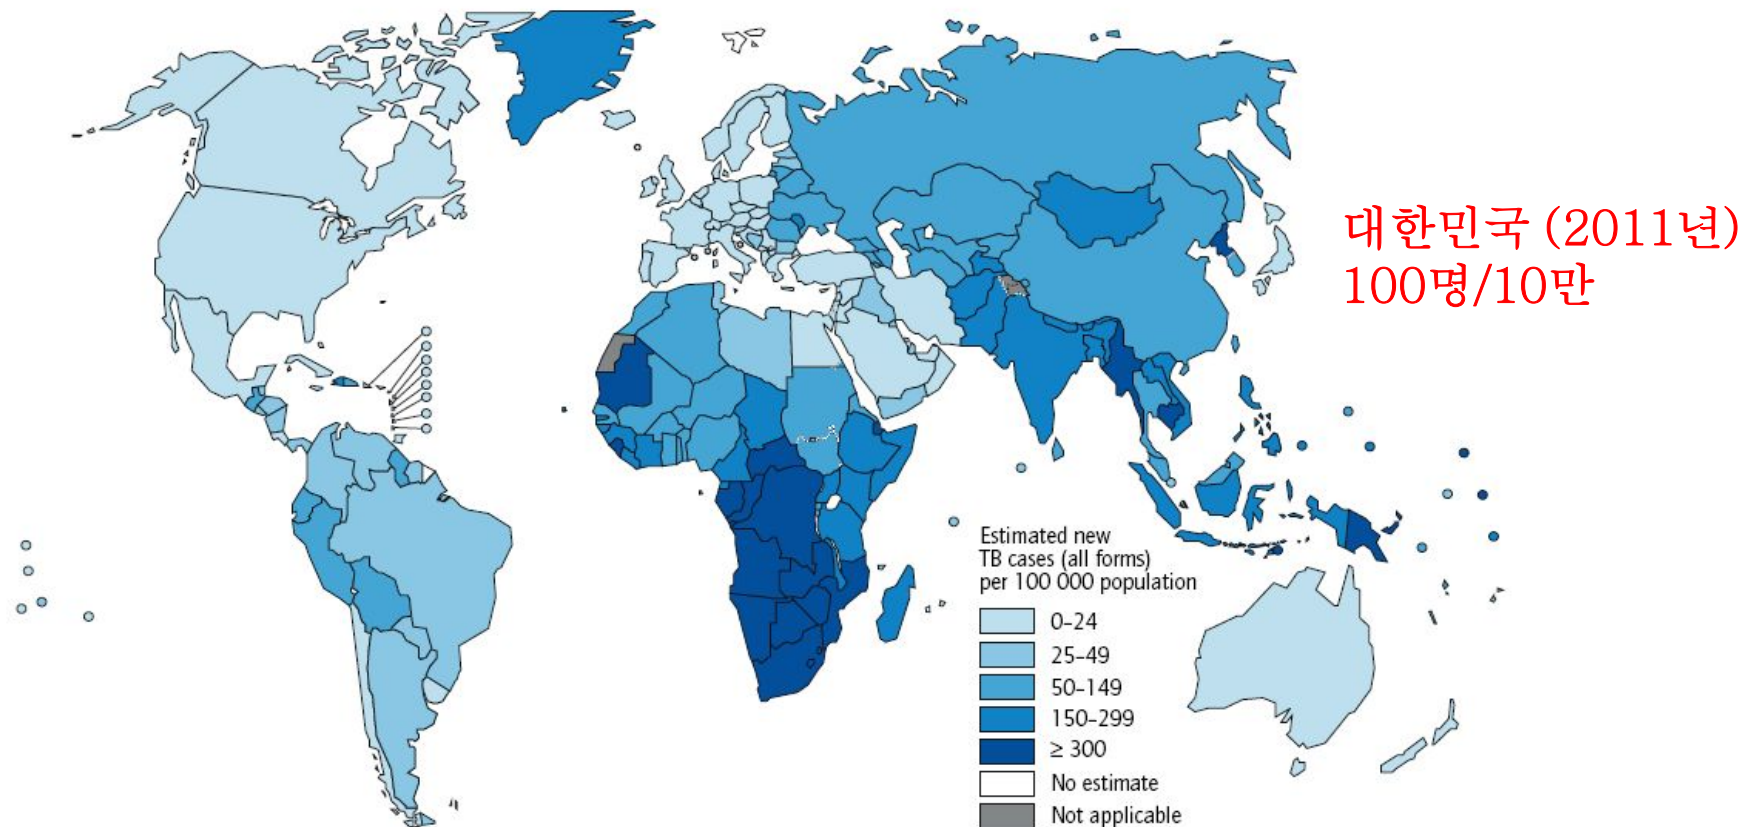 대한민국 (2011년)
100명/10만
Estimated new
TB cases (all forms)
per 100 000 population
0–24
25–49
50–149
150–299
≥ 300
No estimate
Not applicable